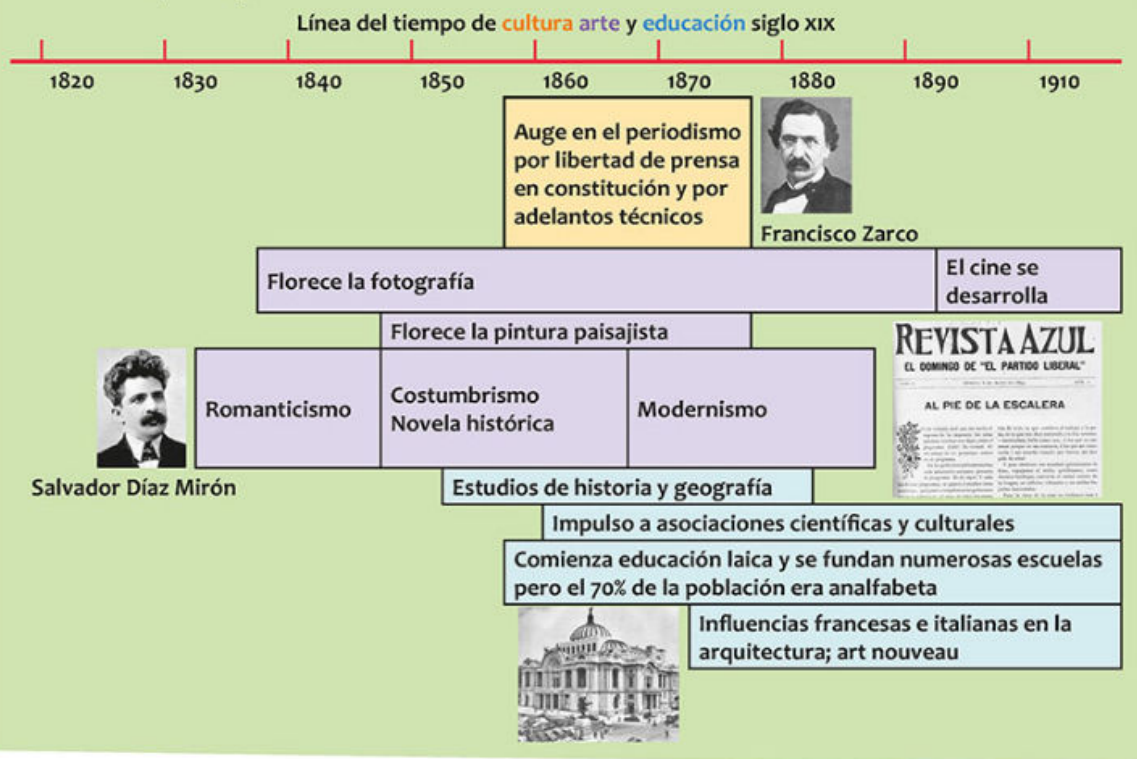 Línea del tiempo de cultura arte y educación siglo XIX
1820 1830 1840 1850 1860 1870 1880 1890 1910
Auge en el periodismo
por libertad de prensa
en constitución y por
adelantos técnicos
Francisco Zarco
Florece la fotografía
El cine se
desarrolla
Florece la pintura paisajista
Salvador Díaz Mirón
Romanticismo
Costumbrismo
Novela histórica
Modernismo
REVISTA AZUL
EL DOMINGO DE "EL PARTIDO LIBERAL"
AL PIE DE LA ESCALERA
Estudios de historia y geografía
Impulso a asociaciones científicas y culturales
Comienza educación laica y se fundan numerosas escuelas
pero el 70% de la población era analfabeta
Influencias francesas e italianas en la
arquitectura; art nouveau